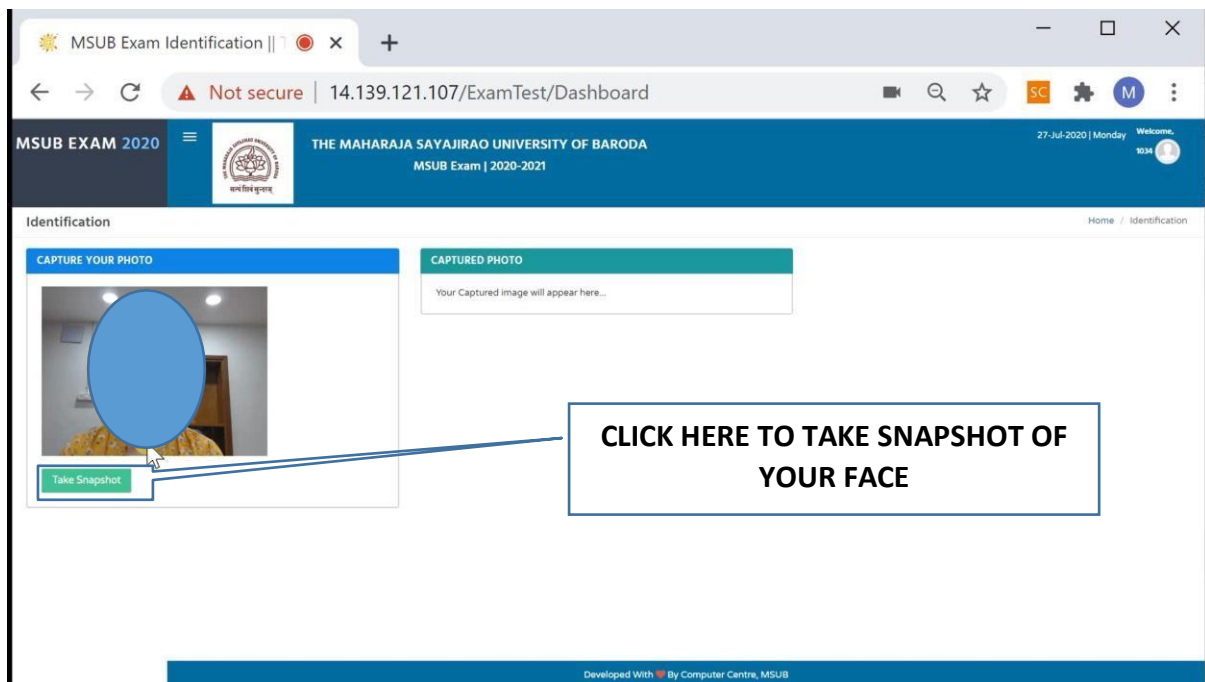 MSUB Exam Identification || T
Not secure | 14.139.121.107/ExamTest/Dashboard
SC
M
MSUB EXAM 2020
सत्यं शिवं सुन्दरम्
THE MAHARAJA SAYAJIRAO UNIVERSITY OF BARODA
MSUB Exam | 2020-2021
27-Jul-2020 | Monday
Welcome,
1034
Identification
Home / Identification
CAPTURE YOUR PHOTO
CAPTURED PHOTO
Your Captured image will appear here...
CLICK HERE TO TAKE SNAPSHOT OF
YOUR FACE
Take Snapshot
Developed With ❤ By Computer Centre, MSUB